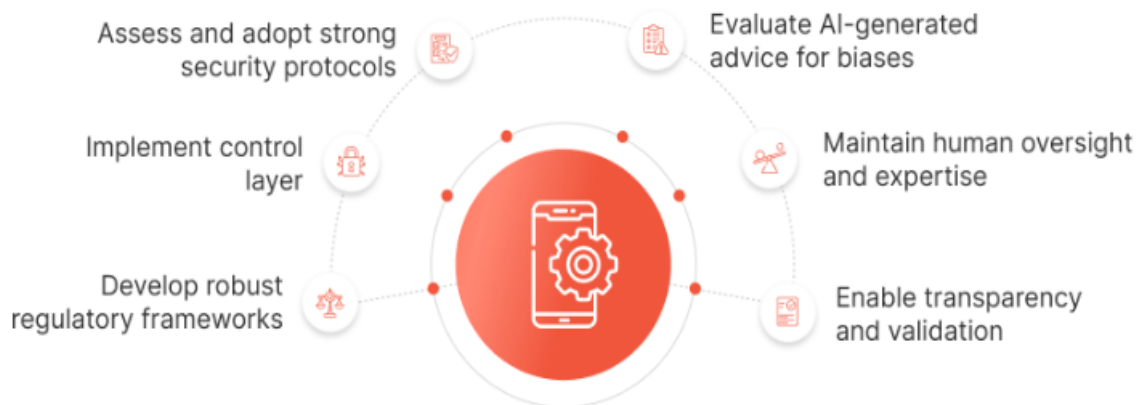 Assess and adopt strong
security protocols
Implement control
layer
Develop robust
regulatory frameworks
Evaluate AI-generated
advice for biases
Maintain human oversight
and expertise
Enable transparency
and validation